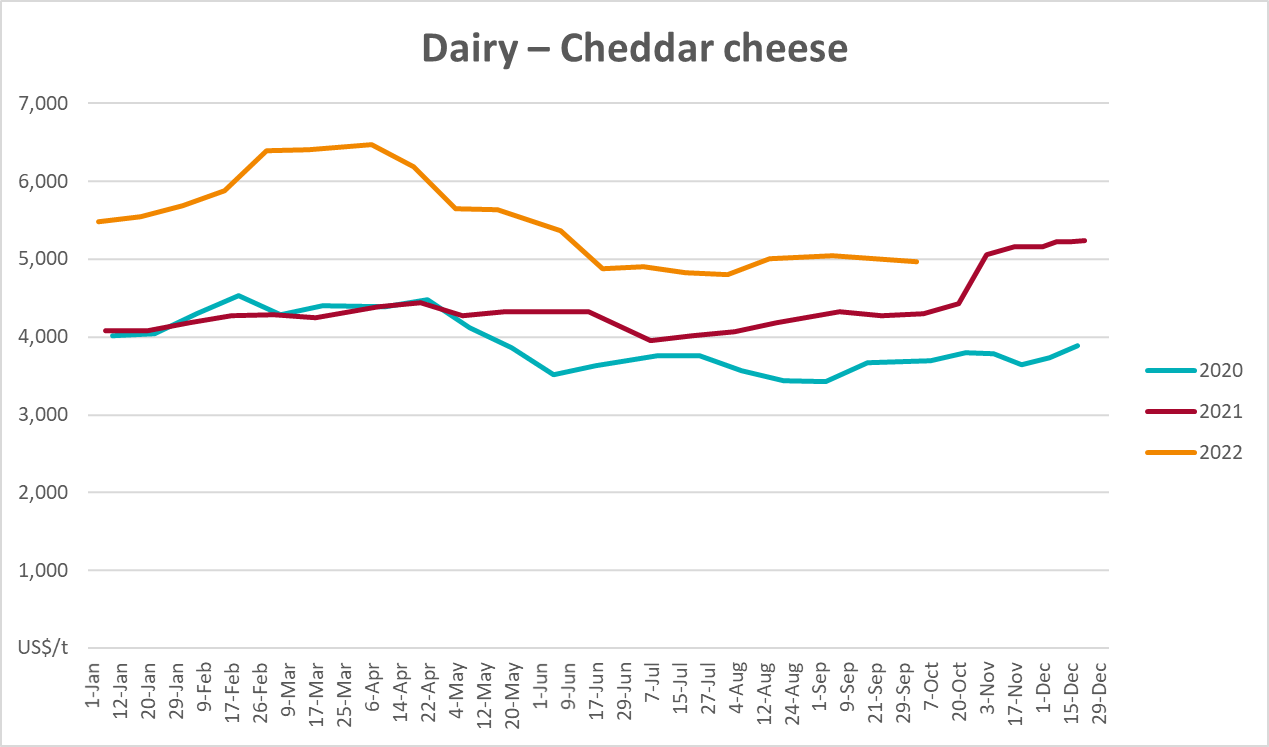 Dairy – Cheddar cheese
7,000
6,000
5,000
4,000
3,000
2,000
1,000
US$/t
1-Jan
12-Jan
20-Jan
29-Jan
9-Feb
17-Feb
26-Feb
9-Mar
17-Mar
25-Mar
6-Apr
14-Apr
22-Apr
4-May
12-May
20-May
1-Jun
9-Jun
17-Jun
29-Jun
7-Jul
15-Jul
27-Jul
4-Aug
12-Aug
24-Aug
1-Sep
9-Sep
21-Sep
29-Sep
7-Oct
20-Oct
3-Nov
17-Nov
1-Dec
15-Dec
29-Dec
2020
2021
2022